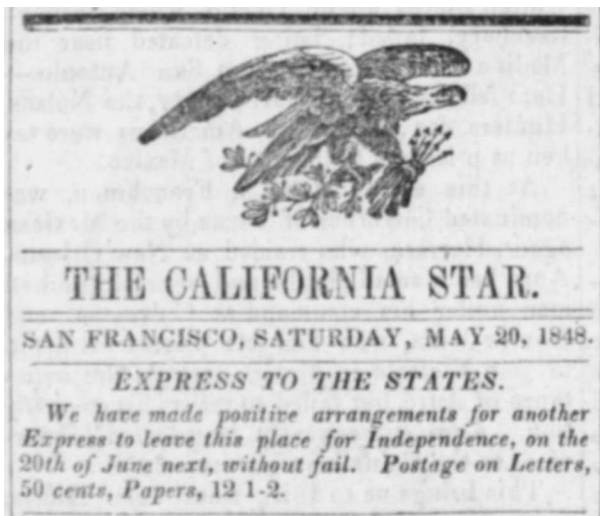 THE CALIFORNIA STAR.
SAN FRANCISCO, SATURDAY, MAY 20, 1848.
EXPRESS TO THE STATES.
We have made positive arrangements for another
Express to leave this place for Independence, on the
20th of June next, without fail. Postage on Letters,
50 cents, Papers, 12 1-2.